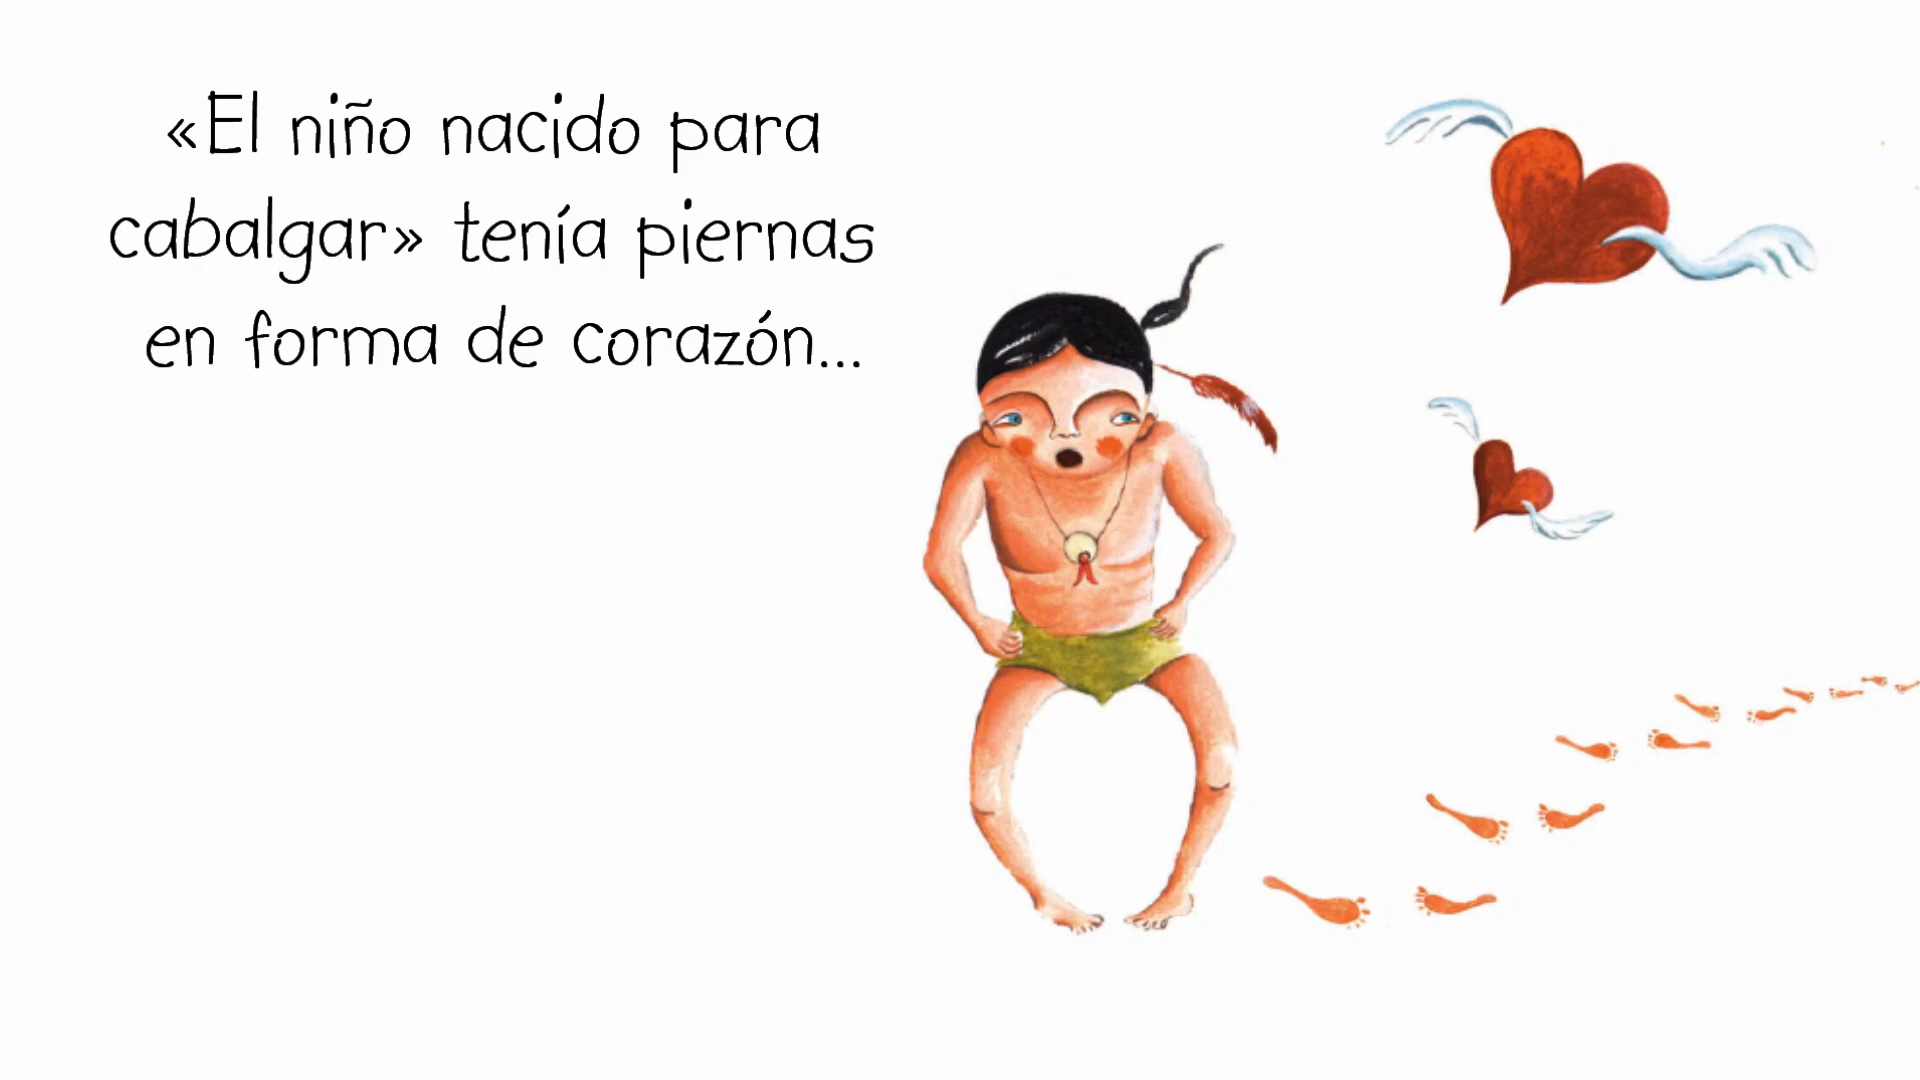 «El niño nacido para
cabalgar» tenía piernas
en forma de corazón...